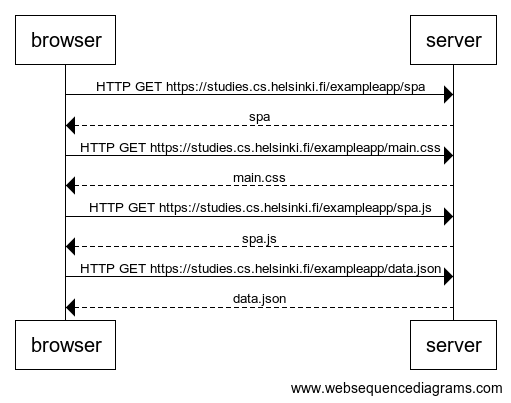 browser server
HTTP GET https://studies.cs.helsinki.fi/exampleapp/spa
spa
HTTP GET https://studies.cs.helsinki.fi/exampleapp/main.css
main.css
HTTP GET https://studies.cs.helsinki.fi/exampleapp/spa.js
spa.js
HTTP GET https://studies.cs.helsinki.fi/exampleapp/data.json
data.json
browser server
www.websequencediagrams.com